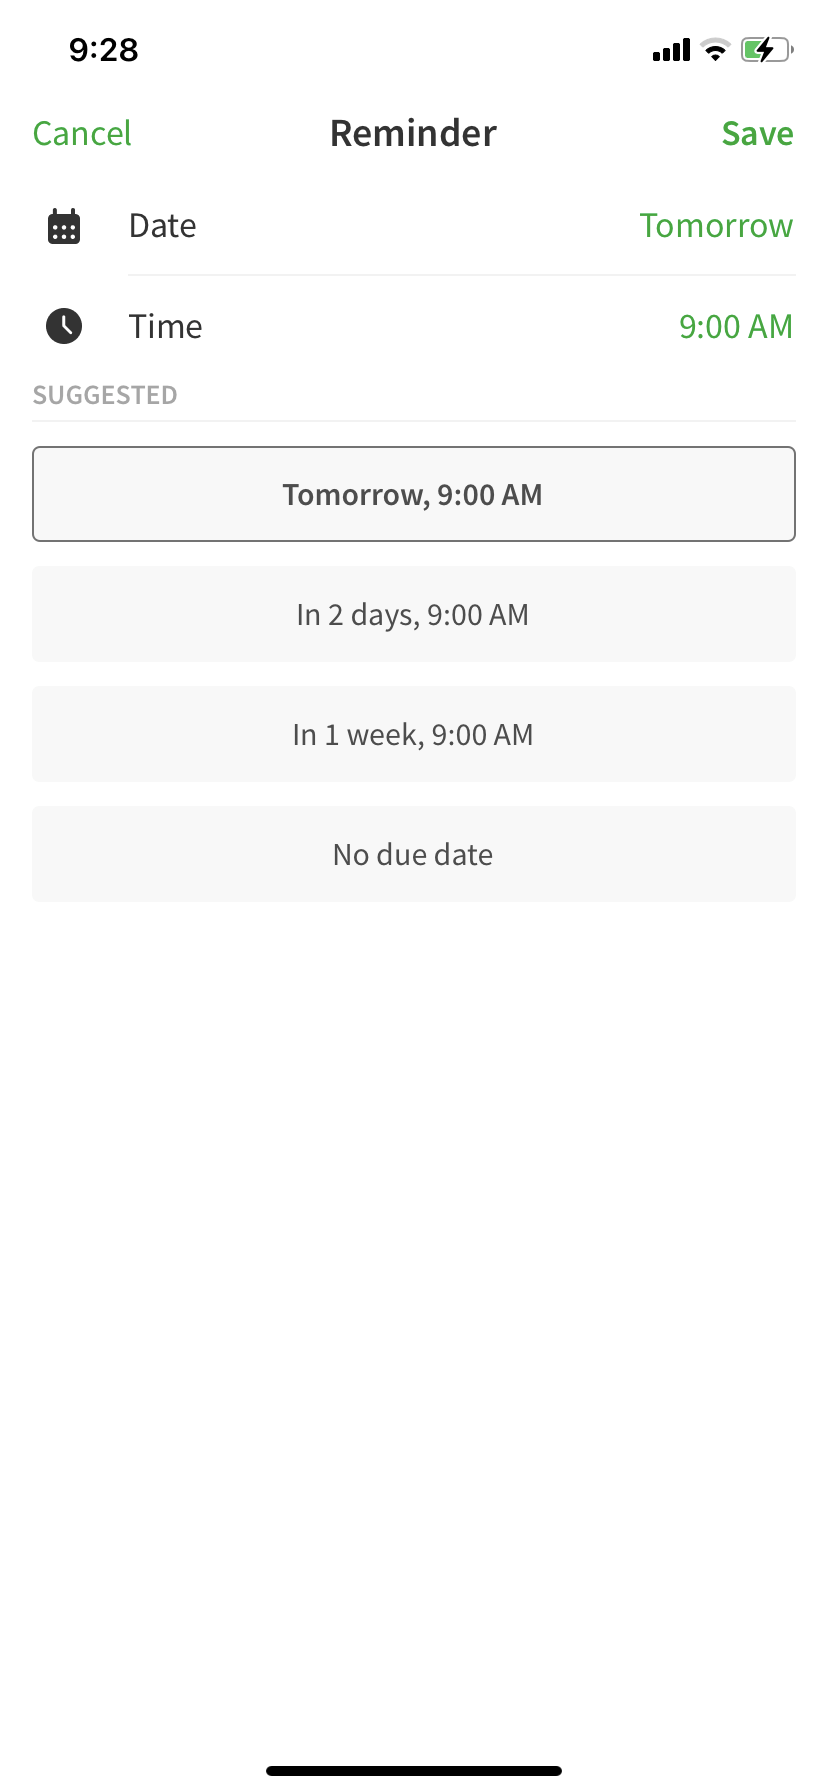 9:28
Cancel Reminder Save
Date Tomorrow
Time 9:00 AM
SUGGESTED
Tomorrow, 9:00 AM
In 2 days, 9:00 AM
In 1 week, 9:00 AM
No due date